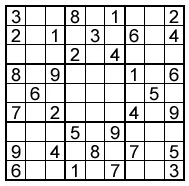 3 8 1 2
2 1 3 6 4
2 4
8 9 1 6
6 5
7 2 4 9
5 9
9 4 8 7 5
6 1 7 3